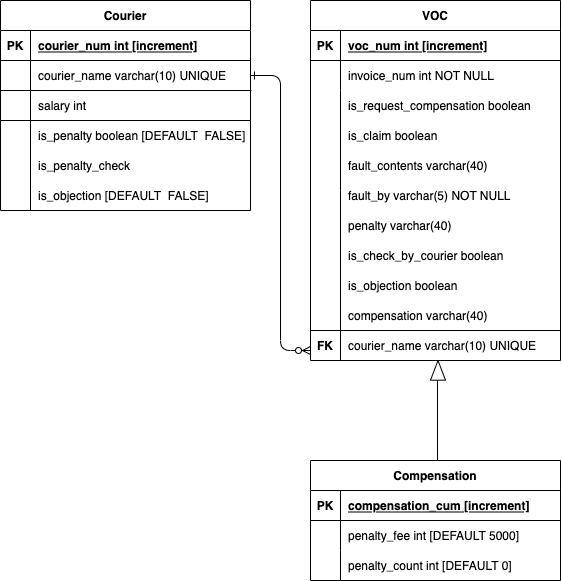 Courier
PK courier_num int [increment]
courier_name varchar(10) UNIQUE
salary int
is_penalty boolean [DEFAULT  FALSE]
is_penalty_check
is_objection [DEFAULT  FALSE]
VOC
PK voc_num int [increment]
invoice_num int NOT NULL
is_request_compensation boolean
is_claim boolean
fault_contents varchar(40)
fault_by varchar(5) NOT NULL
penalty varchar(40)
is_check_by_courier boolean
is_objection boolean
compensation varchar(40)
FK courier_name varchar(10) UNIQUE
Compensation
PK compensation_cum [increment]
penalty_fee int [DEFAULT 5000]
penalty_count int [DEFAULT 0]